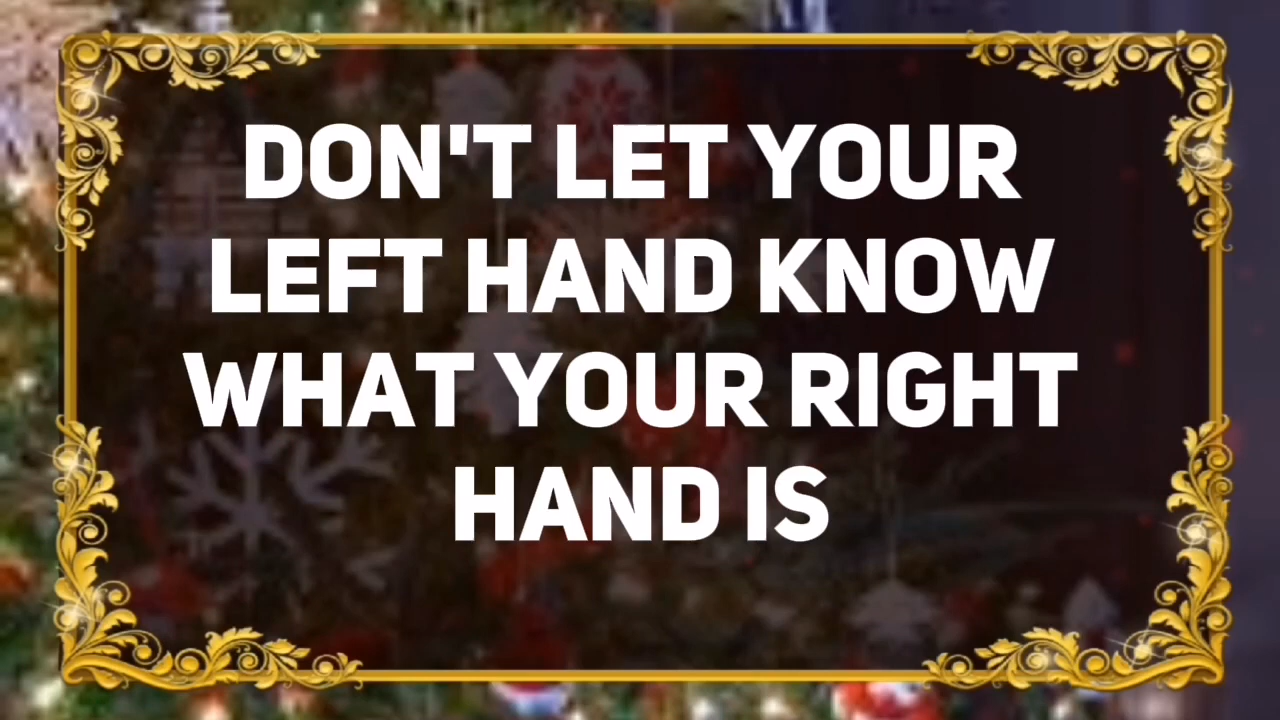 DON'T LET YOUR
LEFT HAND KNOW
WHAT YOUR RIGHT
HAND IS